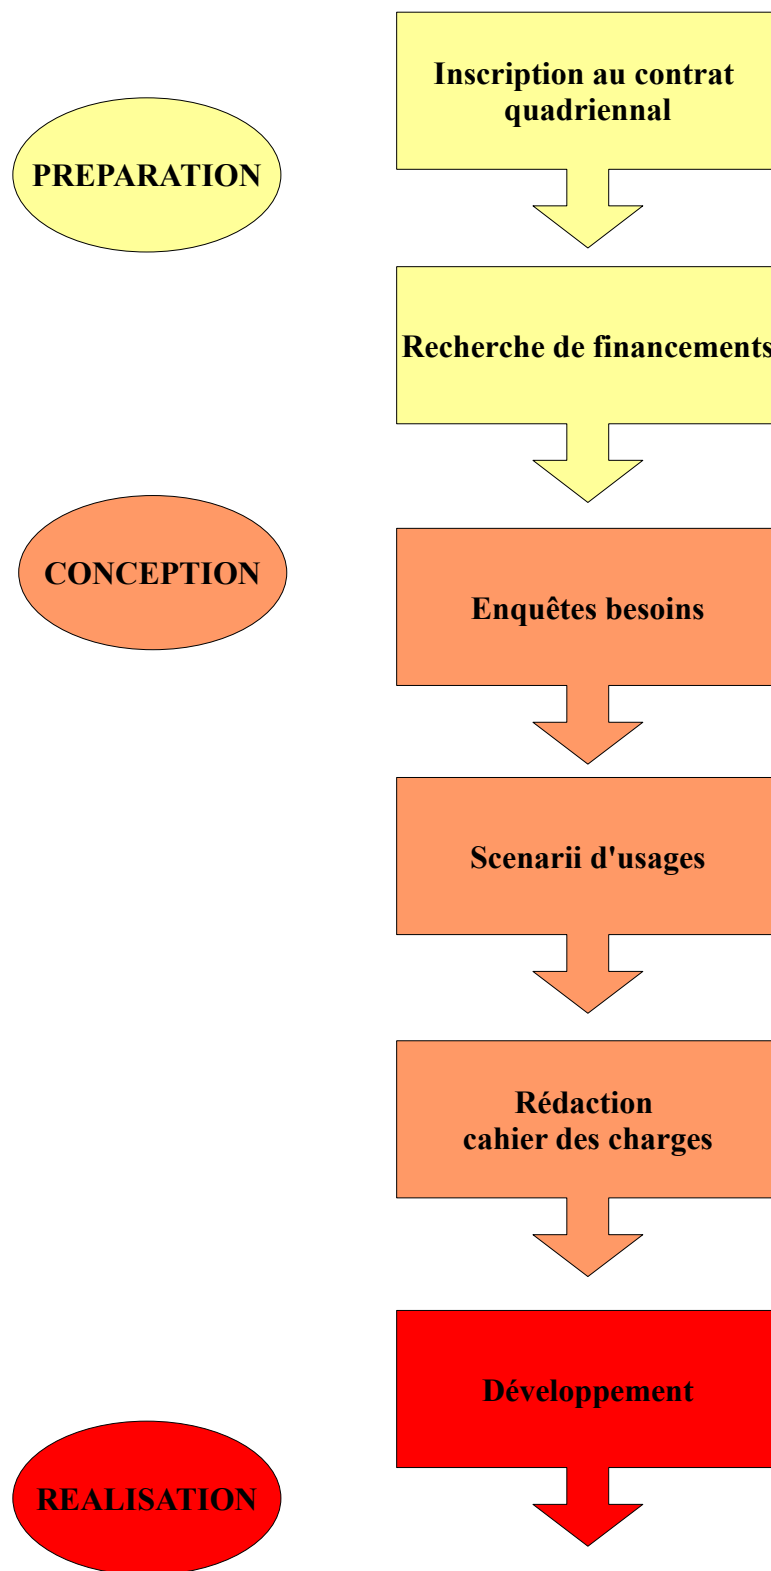 Inscription au contrat
quadriennal
PREPARATION
Recherche de financements
CONCEPTION
Enquêtes besoins
Scenarii d'usages
Rédaction
cahier des charges
Développement
REALISATION